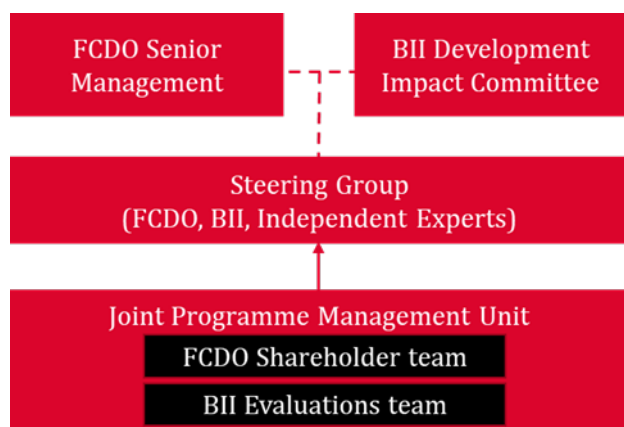 FCDO Senior
Management
BII Development
Impact Committee
Steering Group
(FCDO, BII, Independent Experts)
Joint Programme Management Unit
FCDO Shareholder team
BII Evaluations team